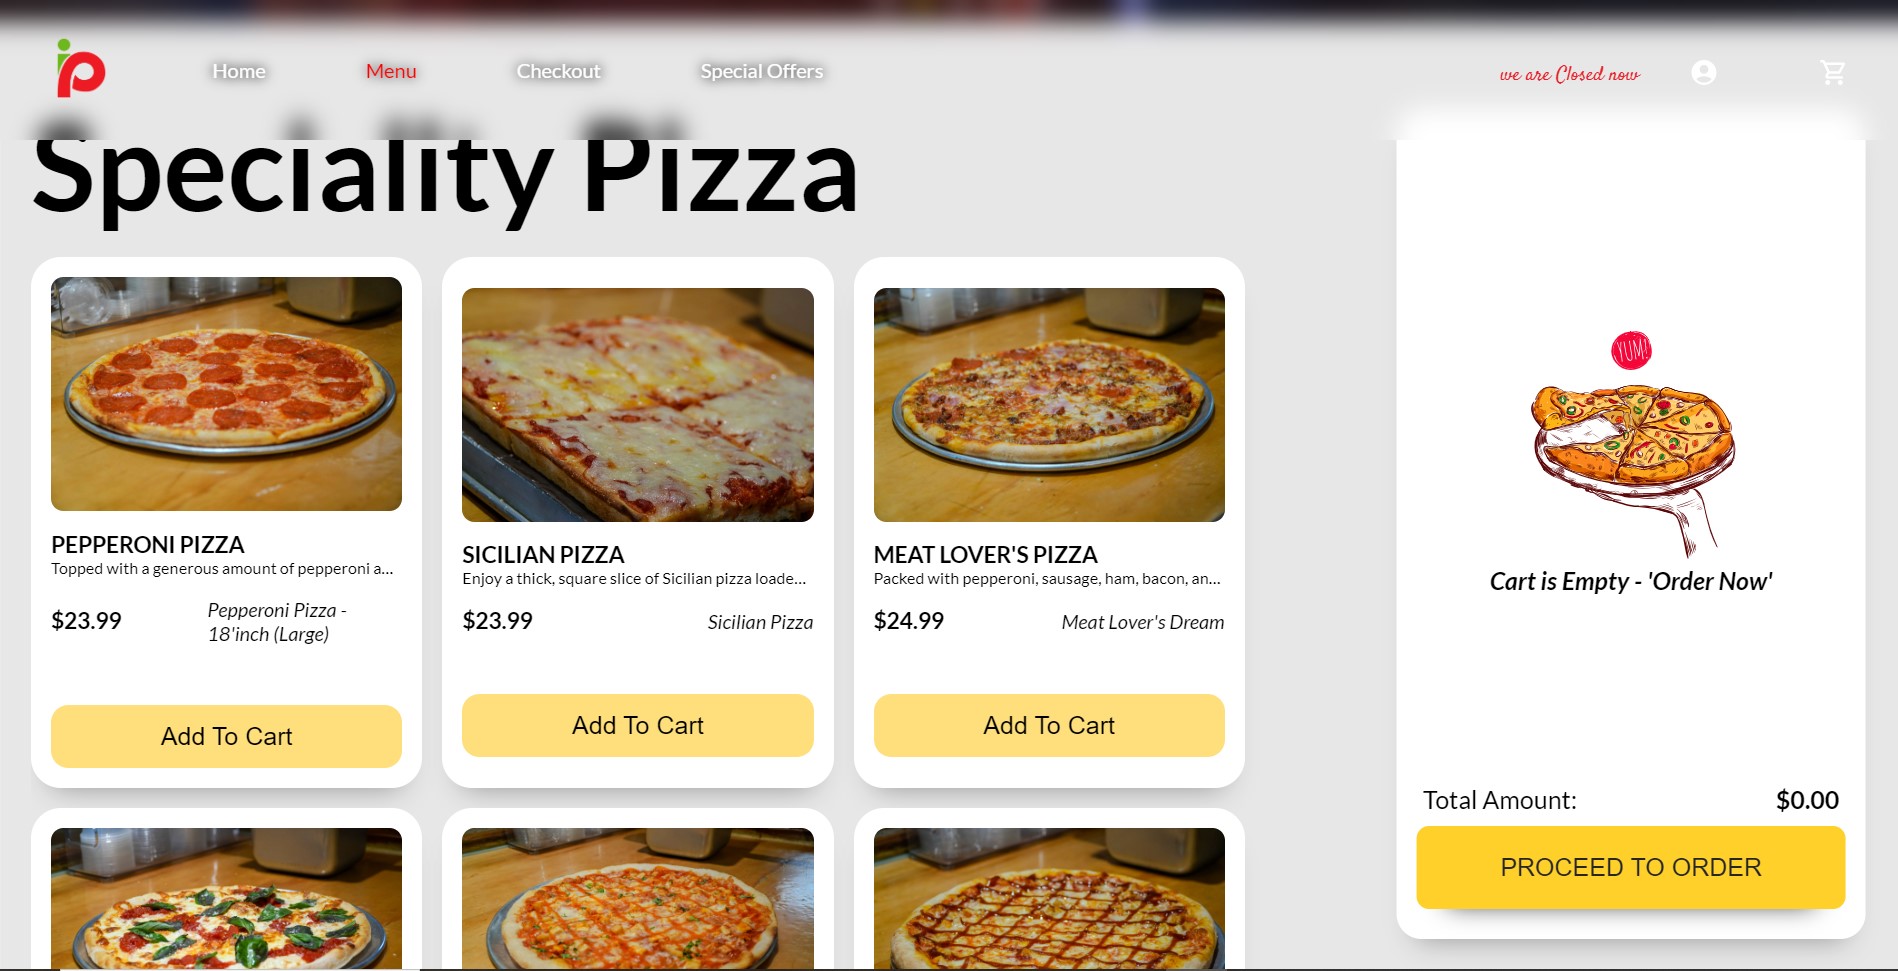 Home
Menu
Checkout
Special Offers
we are Closed now
Speciality Pizza
PEPPERONI PIZZA
Topped with a generous amount of pepperoni a...
$23.99
Pepperoni Pizza -
18'inch (Large)
Add To Cart
SICILIAN PIZZA
Enjoy a thick, square slice of Sicilian pizza loade...
$23.99
Sicilian Pizza
Add To Cart
MEAT LOVER'S PIZZA
Packed with pepperoni, sausage, ham, bacon, an...
$24.99
Meat Lover's Dream
Add To Cart
YUM!
Cart is Empty - 'Order Now'
Total Amount:
$0.00
PROCEED TO ORDER